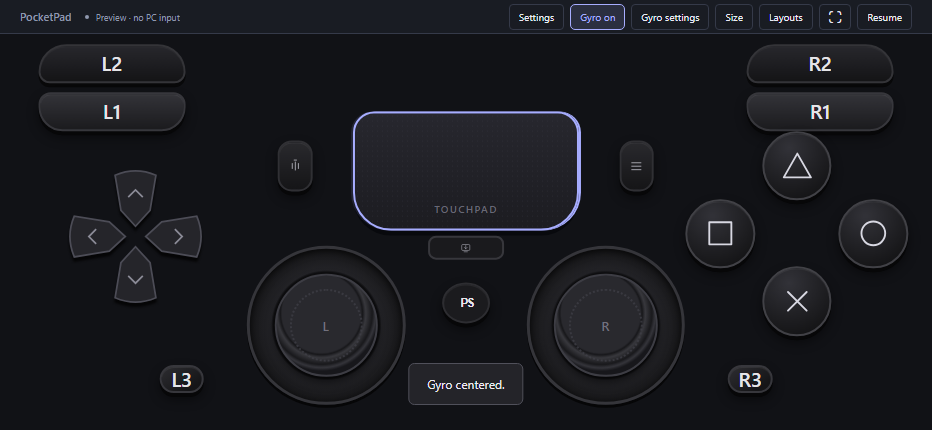 PocketPad
Preview · no PC input
Settings
Gyro on
Gyro settings
Size
Layouts
Resume
L2
R2
L1
R1
TOUCHPAD
PS
L
R
L3
Gyro centered.
R3